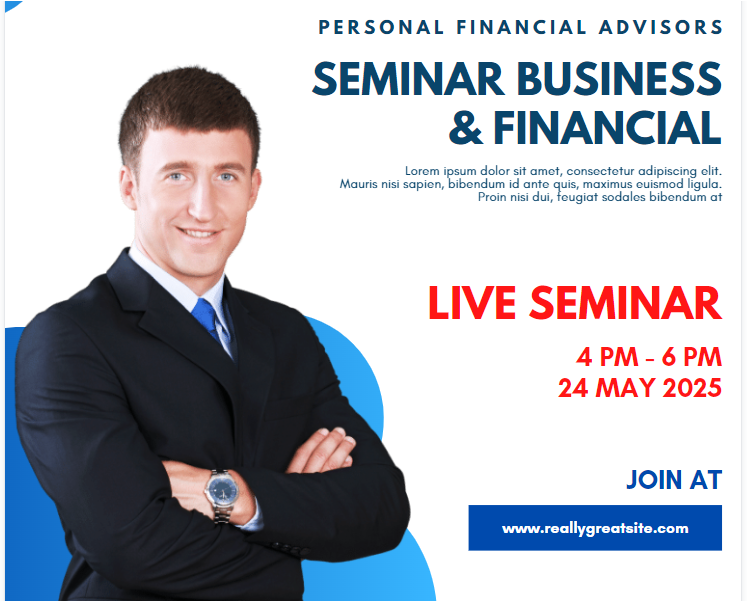 PERSONAL FINANCIAL ADVISORS
SEMINAR BUSINESS
& FINANCIAL
Lorem ipsum dolor sit amet, consectetur adipiscing elit.
Mauris nisi sapien, bibendum id ante quis, maximus euismod ligula.
Proin nisi dui, feugiat sodales bibendum at
LIVE SEMINAR
4 PM - 6 PM
24 MAY 2025
JOIN AT
www.reallygreatsite.com